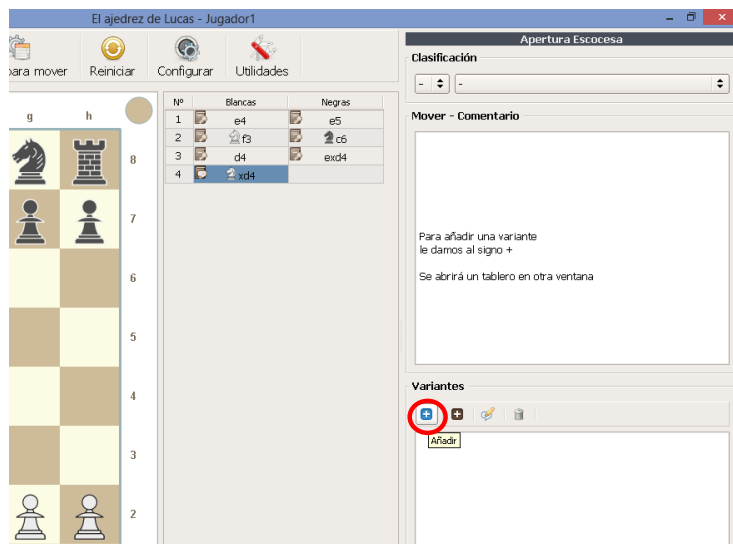 El ajedrez de Lucas - Jugador1
para mover Reiniciar Configurar Utilidades
Apertura Escocesa
Clasificación
- -
Nº Blancas Negras
1 e4 e5
2 f3 c6
3 d4 exd4
4 xd4
g h
8
7
6
5
4
3
2
Mover - Comentario
Para añadir una variante
le damos al signo +
Se abrirá un tablero en otra ventana
Variantes
Añadir